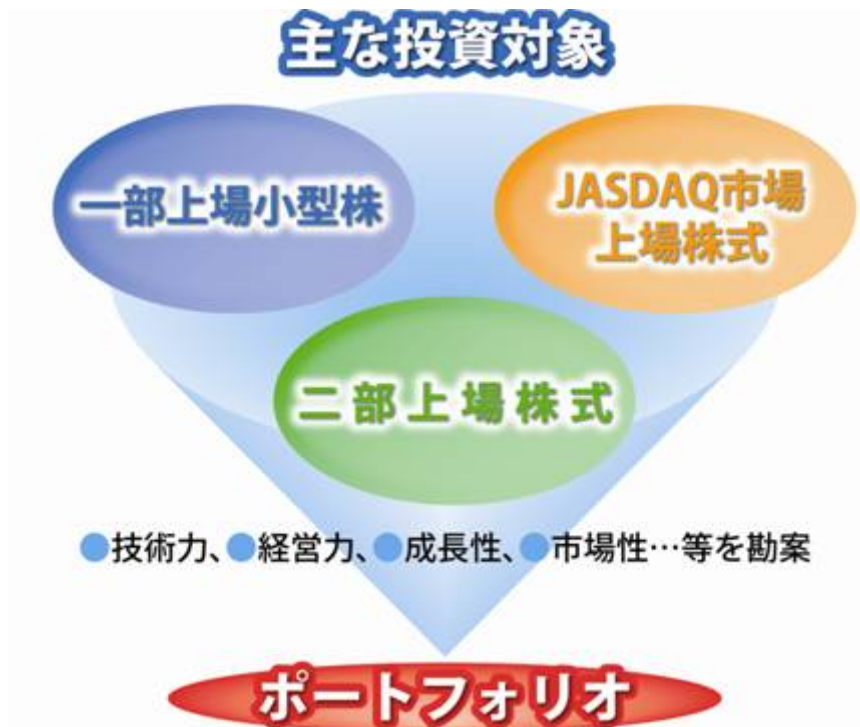 主な投資対象
一部上場小型株
JASDAQ市場
上場株式
二部上場株式
●技術力、●経営力、●成長性、●市場性…等を勘案
ポートフォリオ